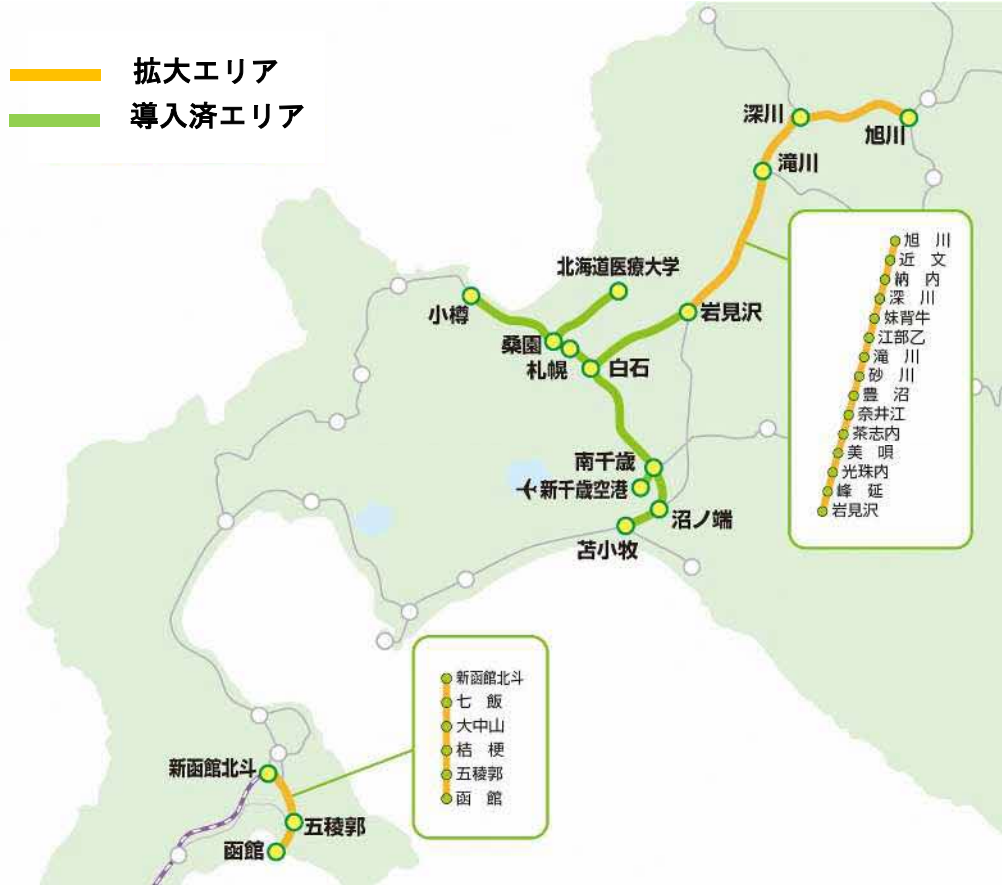 拡大エリア
導入済エリア
深川
旭川
滝川
北海道医療大学
小樽
岩見沢
桑園
札幌
白石
南千歳
新千歳空港
沼ノ端
苫小牧
旭 川
近 文
納 内
深 川
妹背牛
江部乙
滝 川
砂 川
豊 沼
奈井江
茶志内
美 唄
光珠内
峰 延
岩見沢
新函館北斗
七 飯
大中山
桔 梗
五稜郭
函 館
新函館北斗
五稜郭
函館